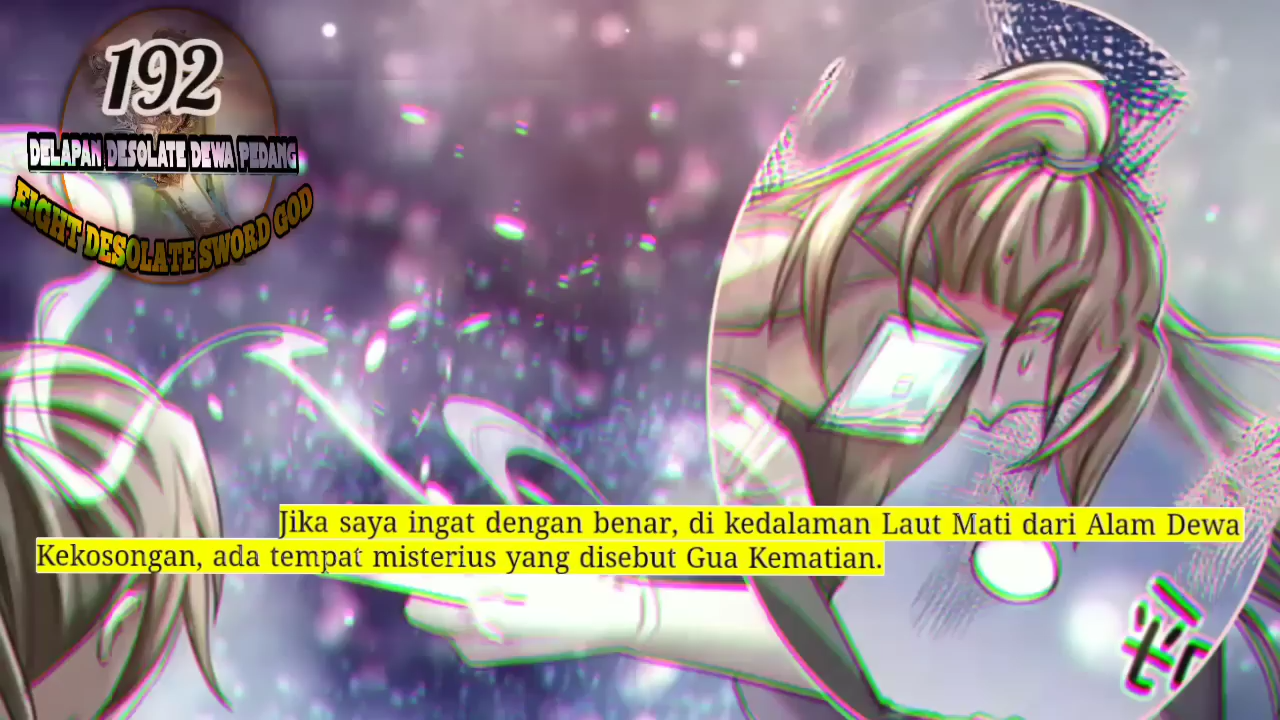 192
DELAPAN DESOLATE DEWA PEDANG
EIGHT DESOLATE SWORD GOD
Jika saya ingat dengan benar, di kedalaman Laut Mati dari Alam Dewa
Kekosongan, ada tempat misterius yang disebut Gua Kematian.